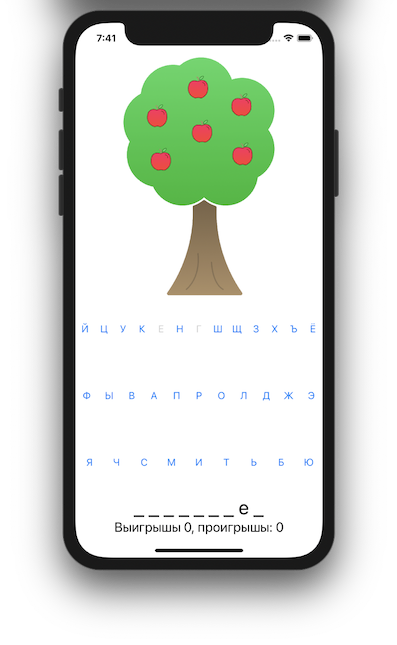 7:41
Й Ц У К Е Н Г Ш Щ З Х Ъ Ё
Ф Ы В А П Р О Л Д Ж Э
Я Ч С М И Т Ь Б Ю
_ _ _ _ _ _ _ е _
Выигрышы 0, проигрышы: 0